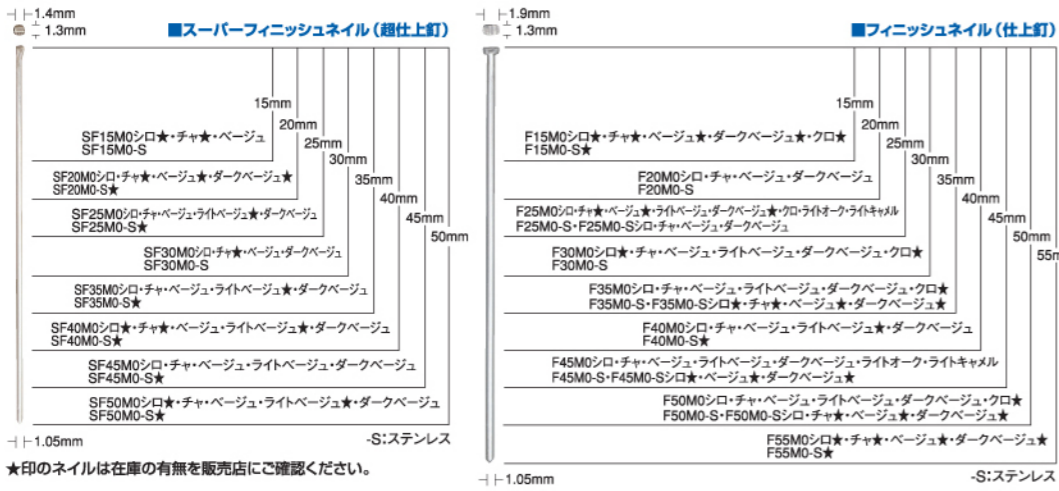 1.4mm
1.3mm
■スーパーフィニッシュネイル（超仕上釘）
15mm
SF15M0シロ★・チャ★・ベージュ
SF15M0-S
20mm
SF20M0シロ・チャ★・ベージュ★・ダークベージュ★
SF20M0-S★
25mm
SF25M0シロ・チャ・ベージュ・ライトベージュ★・ダークベージュ
SF25M0-S★
30mm
SF30M0シロ・チャ★・ベージュ・ダークベージュ
SF30M0-S
35mm
SF35M0シロ・チャ・ベージュ・ライトベージュ★・ダークベージュ
SF35M0-S★
40mm
SF40M0シロ★・チャ★・ベージュ・ライトベージュ★・ダークベージュ
SF40M0-S★
45mm
SF45M0シロ・チャ・ベージュ・ライトベージュ・ダークベージュ
SF45M0-S★
50mm
SF50M0シロ★・チャ・ベージュ・ライトベージュ★・ダークベージュ
SF50M0-S★
1.05mm
-S:ステンレス
★印のネイルは在庫の有無を販売店にご確認ください。
1.9mm
1.3mm
■フィニッシュネイル（仕上釘）
15mm
F15M0シロ★・チャ★・ベージュ★・ダークベージュ★・クロ★
F15M0-S★
20mm
F20M0シロ・チャ・ベージュ・ダークベージュ
F20M0-S
25mm
F25M0シロ・チャ★・ベージュ★・ライトベージュ・ダークベージュ★・クロ・ライトオーク・ライトキャメル
F25M0-S・F25M0-Sシロ・チャ・ベージュ・ダークベージュ
30mm
F30M0シロ★・チャ・ベージュ・ライトベージュ・ダークベージュ・クロ★
F30M0-S
35mm
F35M0シロ・チャ・ベージュ・ライトベージュ・ダークベージュ・クロ★
F35M0-S・F35M0-Sシロ★・チャ★・ベージュ★・ダークベージュ★
40mm
F40M0シロ・チャ・ベージュ・ライトベージュ★・ダークベージュ
F40M0-S★
45mm
F45M0シロ・チャ・ベージュ・ライトベージュ・ダークベージュ・ライトオーク・ライトキャメル
F45M0-S・F45M0-Sシロ★・ベージュ★・ダークベージュ★
50mm
F50M0シロ・チャ・ベージュ・ライトベージュ・ダークベージュ・クロ★
F50M0-S・F50M0-Sシロ・チャ★・ベージュ★・ダークベージュ★
55m
F55M0シロ★・チャ★・ベージュ★・ダークベージュ★
F55M0-S★
1.05mm
-S:ステンレス